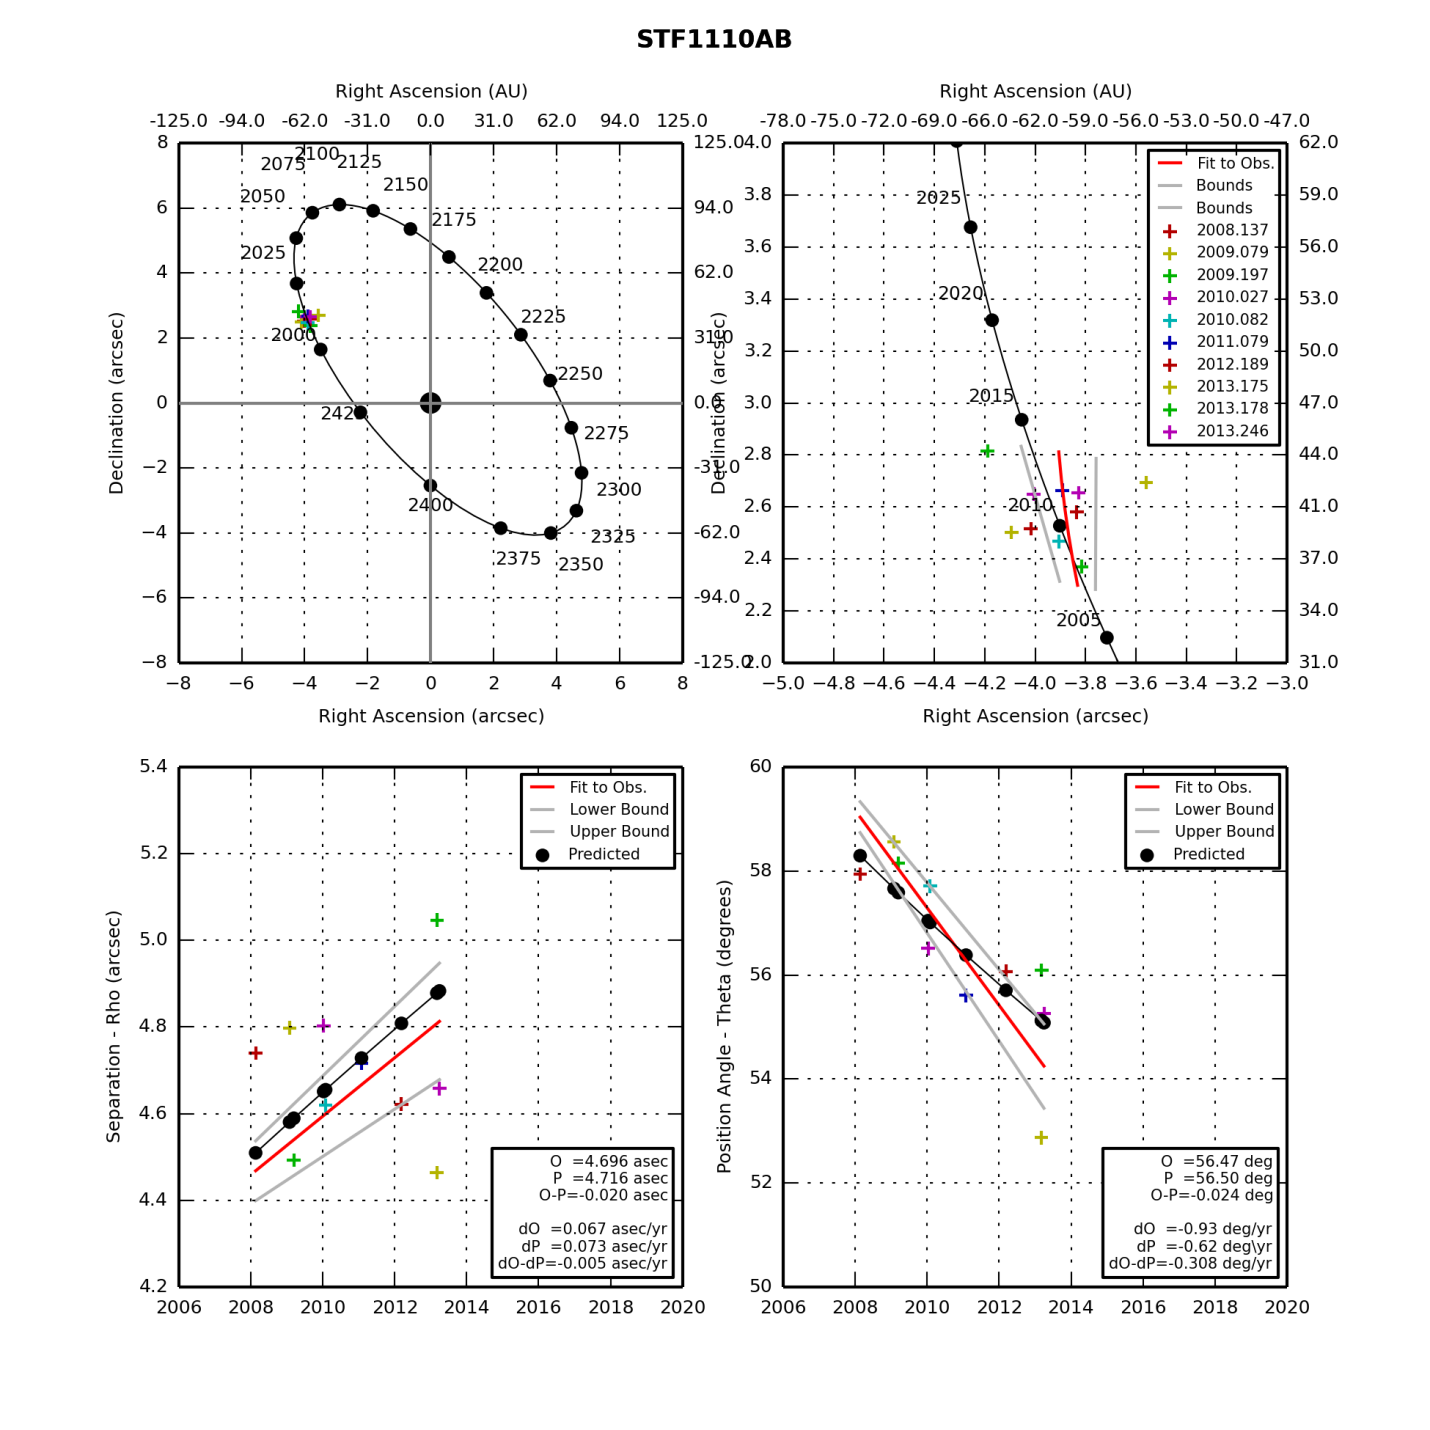 STF1110AB
Right Ascension (AU)
-125.0 -94.0 -62.0 -31.0 0.0 31.0 62.0 94.0 125.0
8
6
4
2
0
−2
−4
−6
−8
Declination (arcsec)
2075
2100
2125
2150
2050
2175
2025
2200
2225
2000
2250
242
2275
2300
2400
2325
2375
2350
125.0
94.0
62.0
31.0
0.0
-31.0
-62.0
-94.0
-125.0
−8 −6 −4 −2 0 2 4 6 8
Right Ascension (arcsec)
Right Ascension (AU)
-78.0 -75.0 -72.0 -69.0 -66.0 -62.0 -59.0 -56.0 -53.0 -50.0 -47.0
4.0
3.8
3.6
3.4
3.2
3.0
2.8
2.6
2.4
2.2
2.0
Declination (arcsec)
2025
2020
2015
2010
2005
Fit to Obs.
Bounds
Bounds
2008.137
2009.079
2009.197
2010.027
2010.082
2011.079
2012.189
2013.175
2013.178
2013.246
62.0
59.0
56.0
53.0
50.0
47.0
44.0
41.0
37.0
34.0
31.0
−5.0 −4.8 −4.6 −4.4 −4.2 −4.0 −3.8 −3.6 −3.4 −3.2 −3.0
Right Ascension (arcsec)
5.4
5.2
5.0
4.8
4.6
4.4
4.2
Separation - Rho (arcsec)
Fit to Obs.
Lower Bound
Upper Bound
Predicted
O =4.696 asec
P =4.716 asec
O-P=-0.020 asec
dO =0.067 asec/yr
dP =0.073 asec/yr
dO-dP=-0.005 asec/yr
2006 2008 2010 2012 2014 2016 2018 2020
60
58
56
54
52
50
Position Angle - Theta (degrees)
Fit to Obs.
Lower Bound
Upper Bound
Predicted
O =56.47 deg
P =56.50 deg
O-P=-0.024 deg
dO =-0.93 deg/yr
dP =-0.62 deg\yr
dO-dP=-0.308 deg/yr
2006 2008 2010 2012 2014 2016 2018 2020